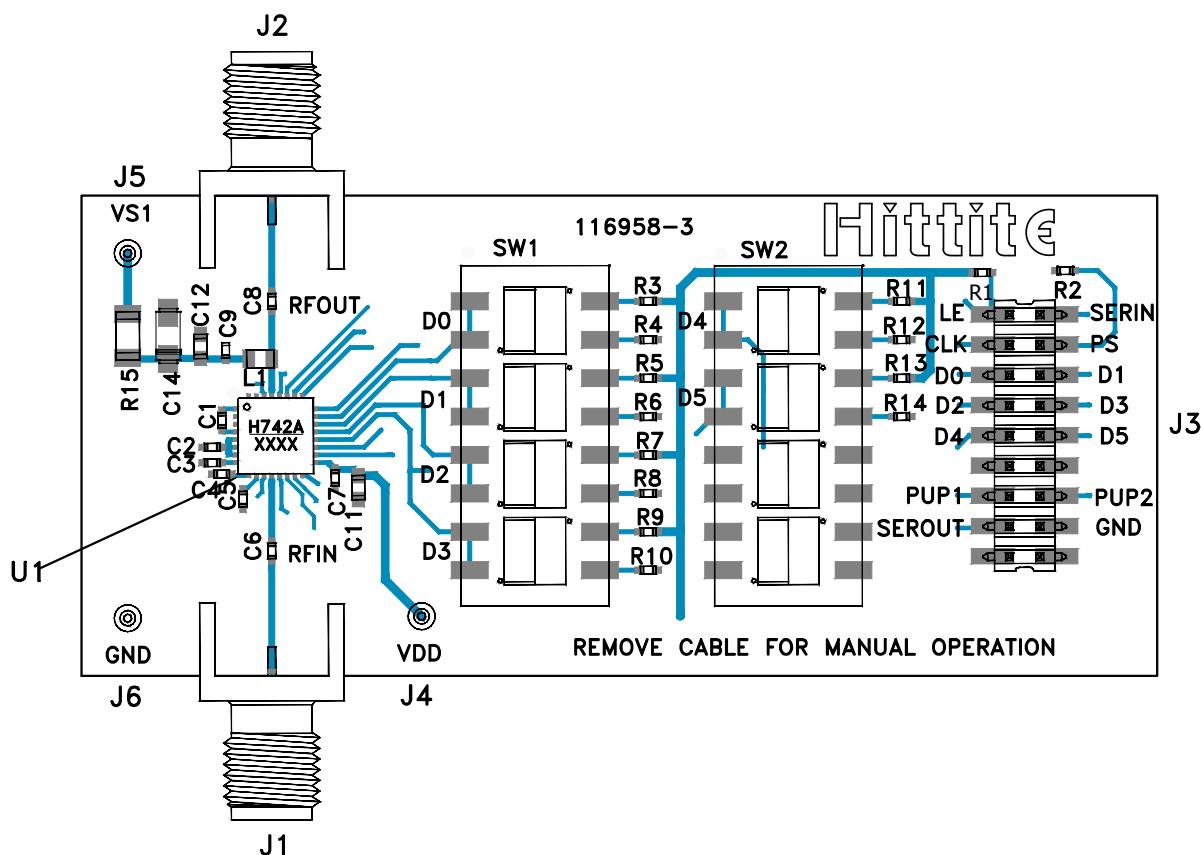 J2
J5
VS1
116958-3
Hittite
SW1
SW2
C12
C9
C8
RFOUT
D0
R3
R4
D4
R11
R12
R1
R2
LE
SERIN
CLK
PS
R15
C14
L1
D1
R5
R6
D5
R13
R14
D0
D1
D2
D3
D4
D5
J3
C1
H742A
XXXX
C2
C3
C4
C5
C7
C11
D2
R7
R8
PUP1
PUP2
SEROUT
GND
U1
C6
RFIN
D3
R9
R10
GND
VDD
REMOVE CABLE FOR MANUAL OPERATION
J6
J4
J1